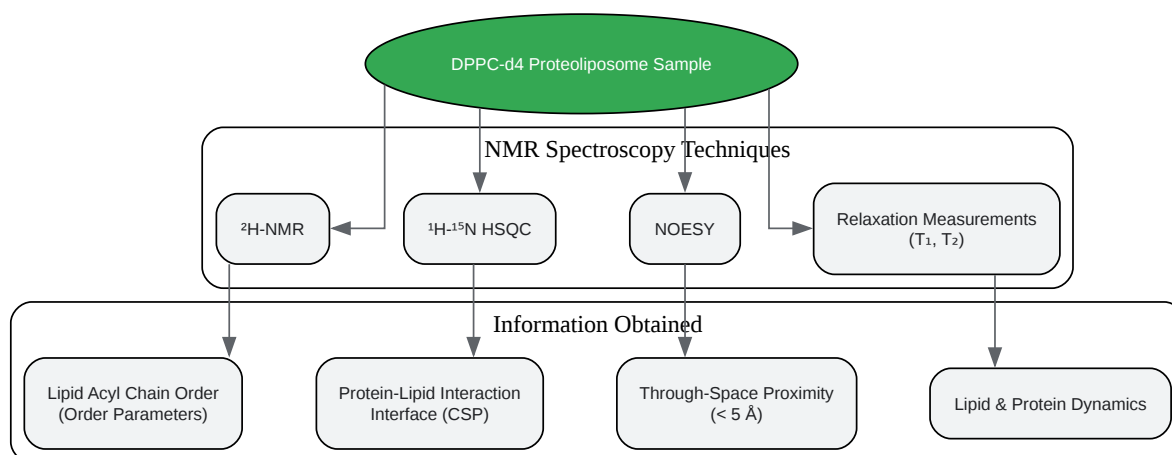 DPPC-d4 Proteoliposome Sample
NMR Spectroscopy Techniques
²H-NMR
¹H-¹⁵N HSQC
NOESY
Relaxation Measurements
(T₁, T₂)
Information Obtained
Lipid Acyl Chain Order
(Order Parameters)
Protein-Lipid Interaction
Interface (CSP)
Through-Space Proximity
(< 5 Å)
Lipid & Protein Dynamics